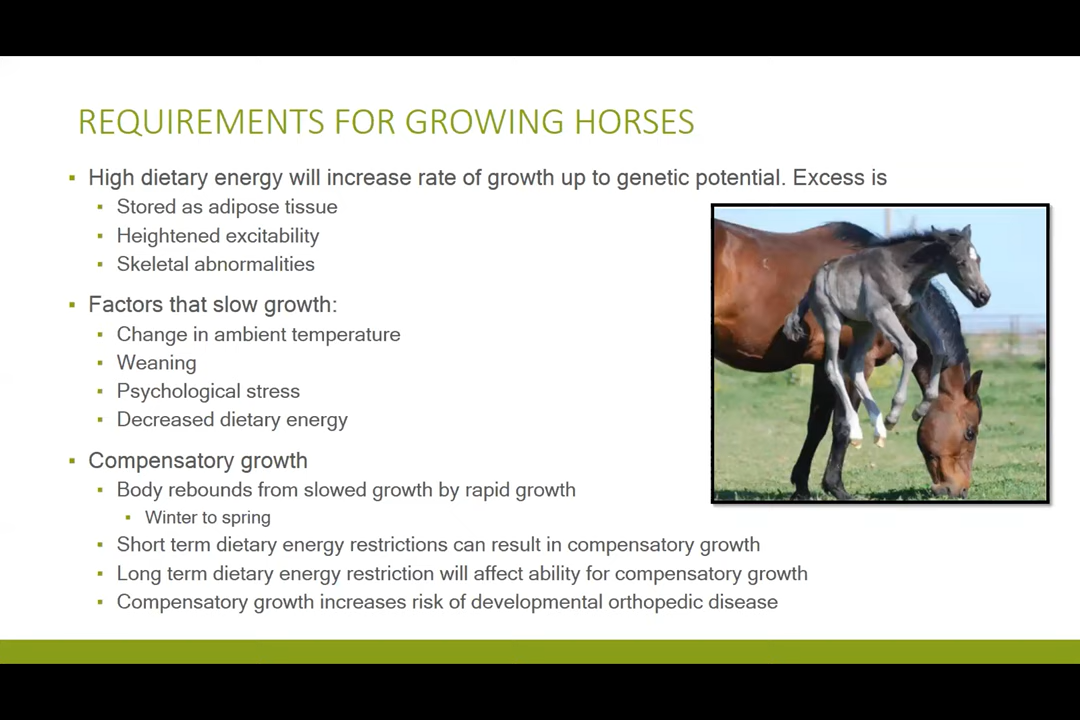 REQUIREMENTS FOR GROWING HORSES
▪ High dietary energy will increase rate of growth up to genetic potential. Excess is
▪ Stored as adipose tissue
▪ Heightened excitability
▪ Skeletal abnormalities
▪ Factors that slow growth:
▪ Change in ambient temperature
▪ Weaning
▪ Psychological stress
▪ Decreased dietary energy
▪ Compensatory growth
▪ Body rebounds from slowed growth by rapid growth
▪ Winter to spring
▪ Short term dietary energy restrictions can result in compensatory growth
▪ Long term dietary energy restriction will affect ability for compensatory growth
▪ Compensatory growth increases risk of developmental orthopedic disease